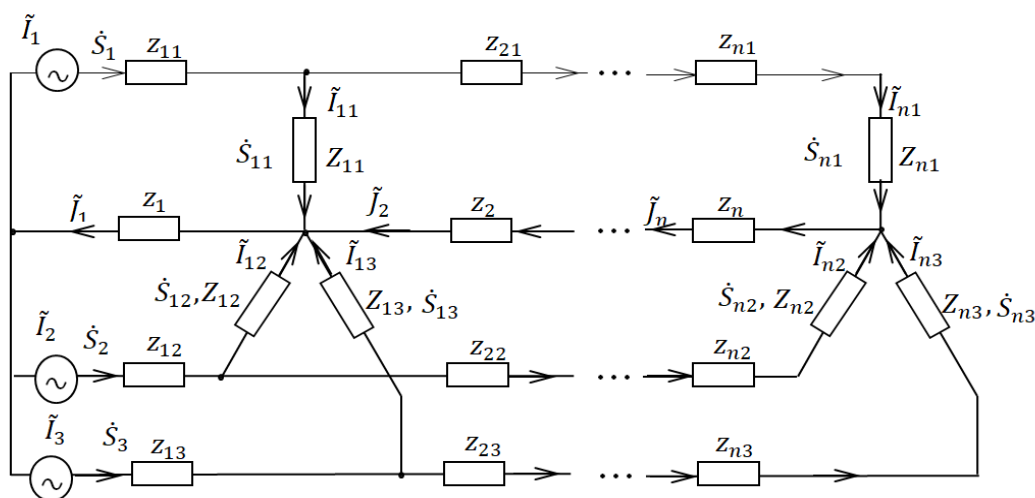 Ĩ₁ Ṡ₁ z₁₁ z₂₁ ··· zₙ₁
Ĩ₁₁ Ĩₙ₁
Ṡ₁₁ Z₁₁ Ṡₙ₁ Zₙ₁
J̃₁ z₁ J̃₂ z₂ ··· J̃ₙ zₙ
Ĩ₁₂ Ĩ₁₃ Ĩₙ₂ Ĩₙ₃
Ṡ₁₂,Z₁₂ Z₁₃, Ṡ₁₃ Ṡₙ₂, Zₙ₂ Zₙ₃, Ṡₙ₃
Ĩ₂ Ṡ₂ z₁₂ z₂₂ ··· zₙ₂
Ĩ₃ Ṡ₃ z₁₃ z₂₃ ··· zₙ₃